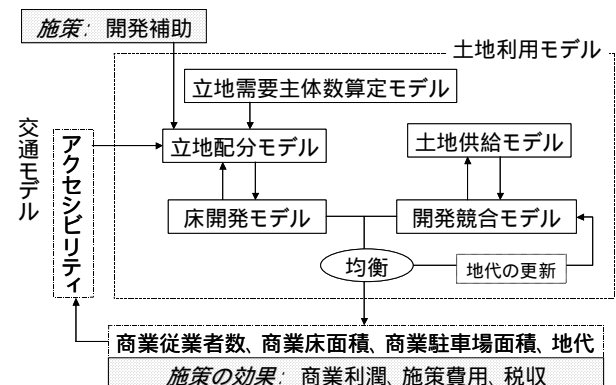 施策: 開発補助
土地利用モデル
立地需要主体数算定モデル
立地配分モデル
土地供給モデル
交通モデル
アクセシビリティ
床開発モデル
開発競合モデル
均衡
地代の更新
商業従業者数、商業床面積、商業駐車場面積、地代
施策の効果: 商業利潤、施策費用、税収